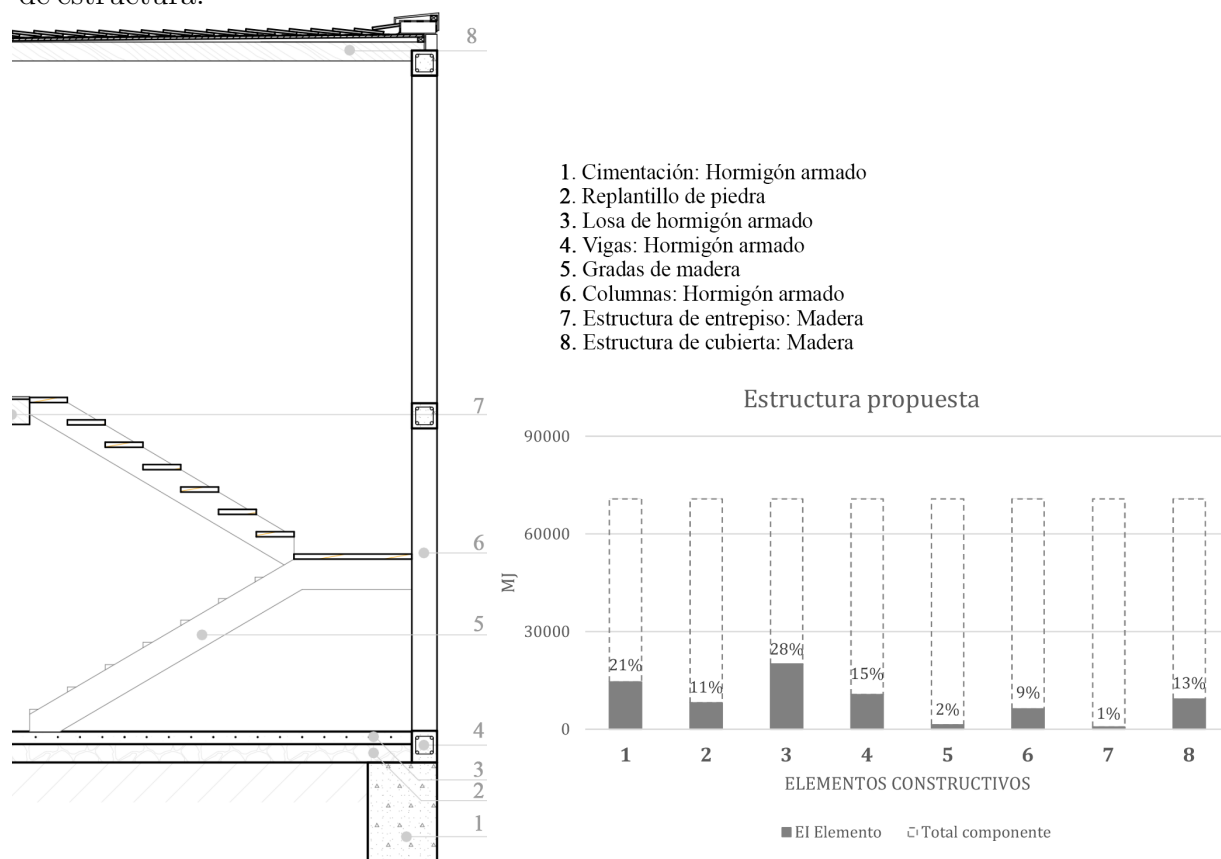 de estructura.
8
7
6
5
4
3
2
1
1. Cimentación: Hormigón armado
2. Replantillo de piedra
3. Losa de hormigón armado
4. Vigas: Hormigón armado
5. Gradas de madera
6. Columnas: Hormigón armado
7. Estructura de entrepiso: Madera
8. Estructura de cubierta: Madera
Estructura propuesta
90000
60000
30000
0
MJ
21%
11%
28%
15%
2%
9%
1%
13%
1 2 3 4 5 6 7 8
ELEMENTOS CONSTRUCTIVOS
EI Elemento Total componente